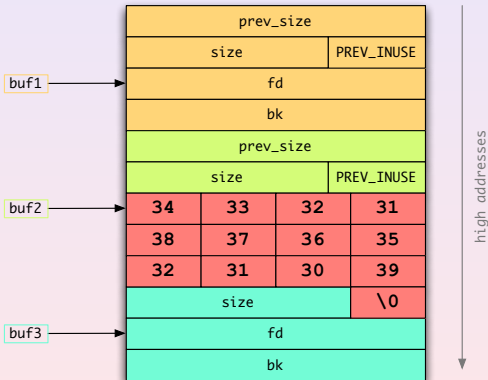 prev_size
size PREV_INUSE
buf1 fd
bk
prev_size
size PREV_INUSE
buf2 34 33 32 31
38 37 36 35
32 31 30 39
size \0
buf3 fd
bk
high addresses